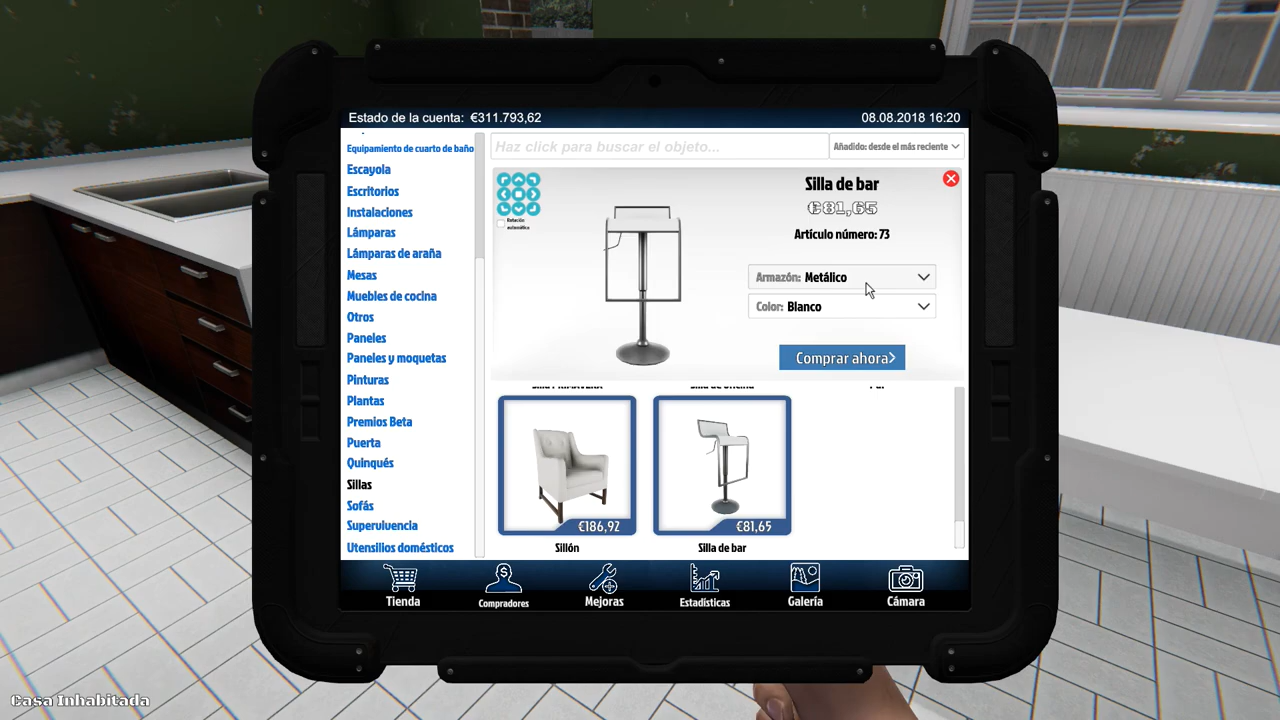 Estado de la cuenta: €311.793,62
08.08.2018 16:20
Equipamiento de cuarto de baño
Escayola
Escritorios
Instalaciones
Lámparas
Lámparas de araña
Mesas
Muebles de cocina
Otros
Paneles
Paneles y moquetas
Pinturas
Plantas
Premios Beta
Puerta
Quinqués
Sillas
Sofás
Supervivencia
Utensilios domésticos
Haz click para buscar el objeto...
Añadido: desde el más reciente
Rotación
automática
Silla de bar
€81,65
Artículo número: 73
Armazón: Metálico
Color: Blanco
Comprar ahora>
€186,92
€81,65
Sillón
Silla de bar
Tienda
Compradores
Mejoras
Estadísticas
Galería
Cámara
Casa Inhabitada